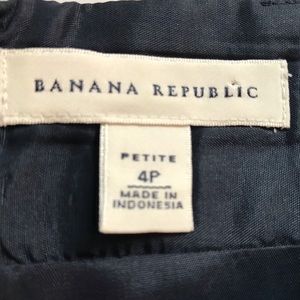 BANANA REPUBLIC
PETITE
4P
MADE IN
INDONESIA